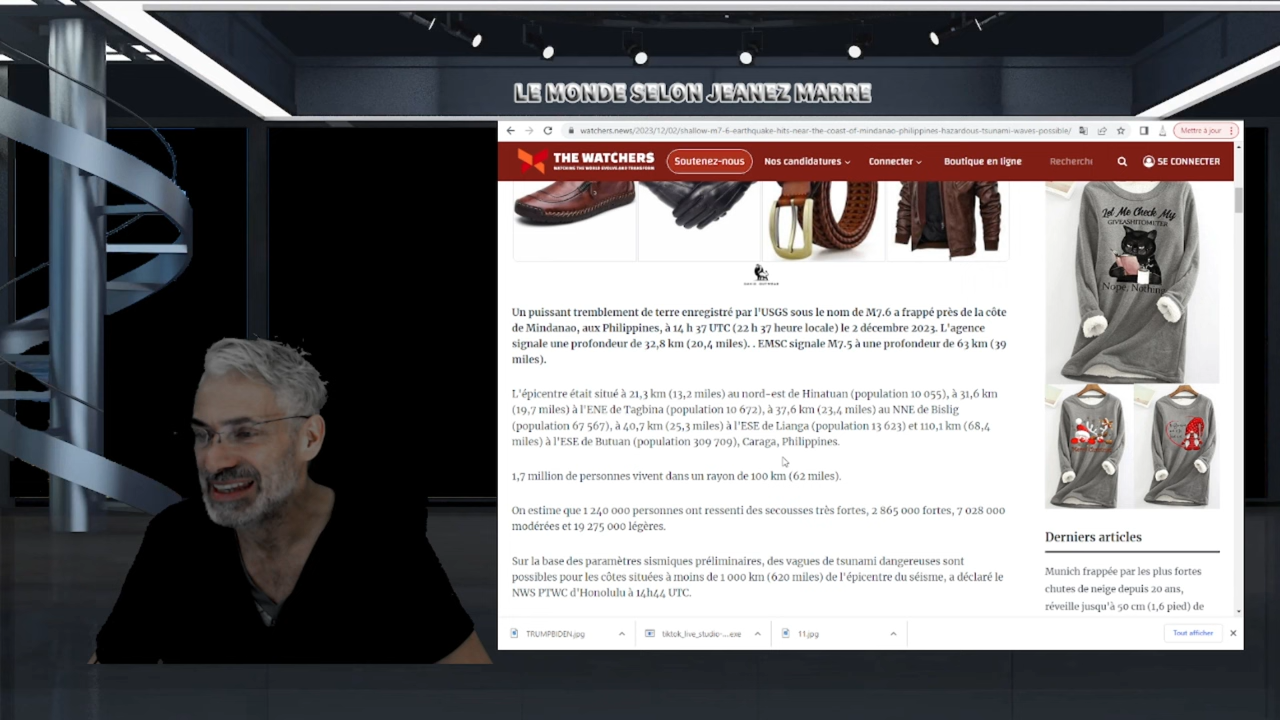 LE MONDE SELON JEANEZ MARRE
watchers.news/2023/12/02/shallow-m7-6-earthquake-hits-near-the-coast-of-mindanao-philippines-hazardous-tsunami-waves-possible/
Mettre à jour
THE WATCHERS
WATCHING THE WORLD EVOLVE AND TRANSFORM
Soutenez-nous
Nos candidatures
Connecter
Boutique en ligne
Recherche
SE CONNECTER
Let Me Check My
GIVEASHITOMETER
Nope, Nothing
Un puissant tremblement de terre enregistré par l'USGS sous le nom de M7.6 a frappé près de la côte
de Mindanao, aux Philippines, à 14 h 37 UTC (22 h 37 heure locale) le 2 décembre 2023. L'agence
signale une profondeur de 32,8 km (20,4 miles). . EMSC signale M7.5 à une profondeur de 63 km (39
miles).
L'épicentre était situé à 21,3 km (13,2 miles) au nord-est de Hinatuan (population 10 055), à 31,6 km
(19,7 miles) à l'ENE de Tagbina (population 10 672), à 37,6 km (23,4 miles) au NNE de Bislig
(population 67 567), à 40,7 km (25,3 miles) à l'ESE de Lianga (population 13 623) et 110,1 km (68,4
miles) à l'ESE de Butuan (population 309 709), Caraga, Philippines.
1,7 million de personnes vivent dans un rayon de 100 km (62 miles).
On estime que 1 240 000 personnes ont ressenti des secousses très fortes, 2 865 000 fortes, 7 028 000
modérées et 19 275 000 légères.
Sur la base des paramètres sismiques préliminaires, des vagues de tsunami dangereuses sont
possibles pour les côtes situées à moins de 1 000 km (620 miles) de l'épicentre du séisme, a déclaré le
NWS PTWC d'Honolulu à 14h44 UTC.
Derniers articles
Munich frappée par les plus fortes
chutes de neige depuis 20 ans,
réveille jusqu'à 50 cm (1,6 pied) de
TRUMPBIDEN.jpg
tiktok_live_studio-....exe
11.jpg
Tout afficher